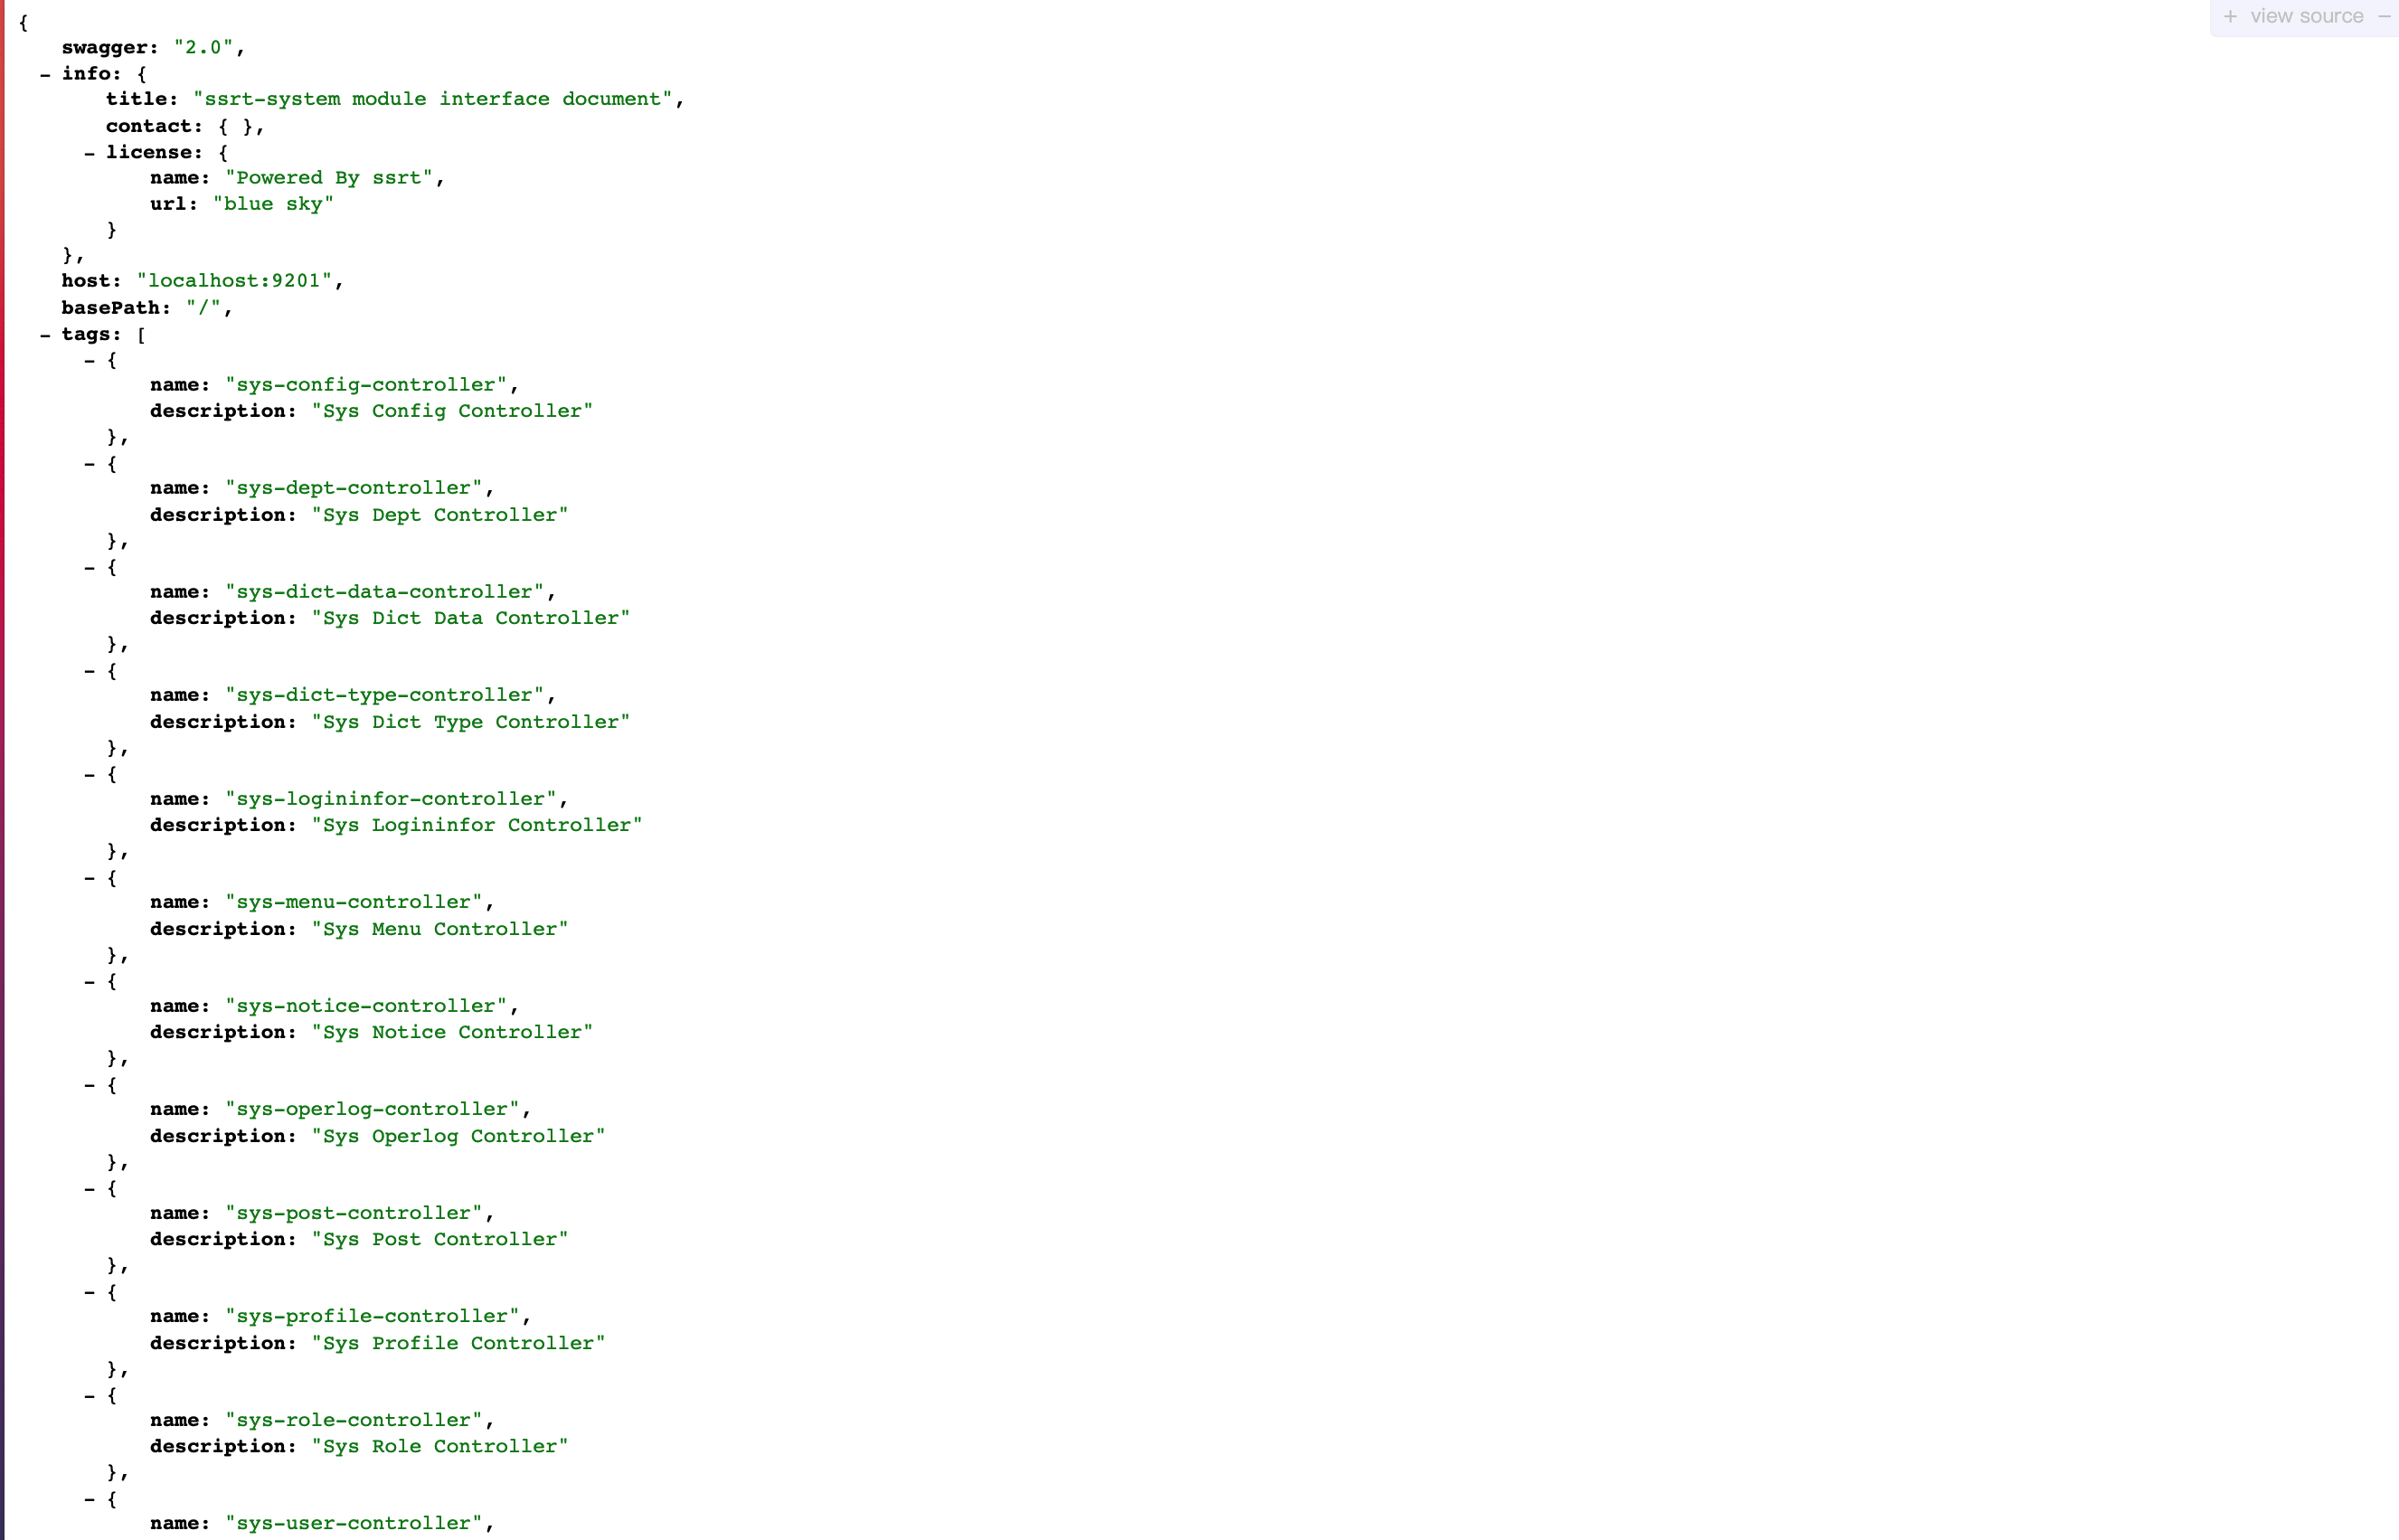 + view source −
{
swagger: "2.0",
– info: {
title: "ssrt-system module interface document",
contact: { },
– license: {
name: "Powered By ssrt",
url: "blue sky"
}
},
host: "localhost:9201",
basePath: "/",
– tags: [
– {
name: "sys-config-controller",
description: "Sys Config Controller"
},
– {
name: "sys-dept-controller",
description: "Sys Dept Controller"
},
– {
name: "sys-dict-data-controller",
description: "Sys Dict Data Controller"
},
– {
name: "sys-dict-type-controller",
description: "Sys Dict Type Controller"
},
– {
name: "sys-logininfor-controller",
description: "Sys Logininfor Controller"
},
– {
name: "sys-menu-controller",
description: "Sys Menu Controller"
},
– {
name: "sys-notice-controller",
description: "Sys Notice Controller"
},
– {
name: "sys-operlog-controller",
description: "Sys Operlog Controller"
},
– {
name: "sys-post-controller",
description: "Sys Post Controller"
},
– {
name: "sys-profile-controller",
description: "Sys Profile Controller"
},
– {
name: "sys-role-controller",
description: "Sys Role Controller"
},
– {
name: "sys-user-controller",